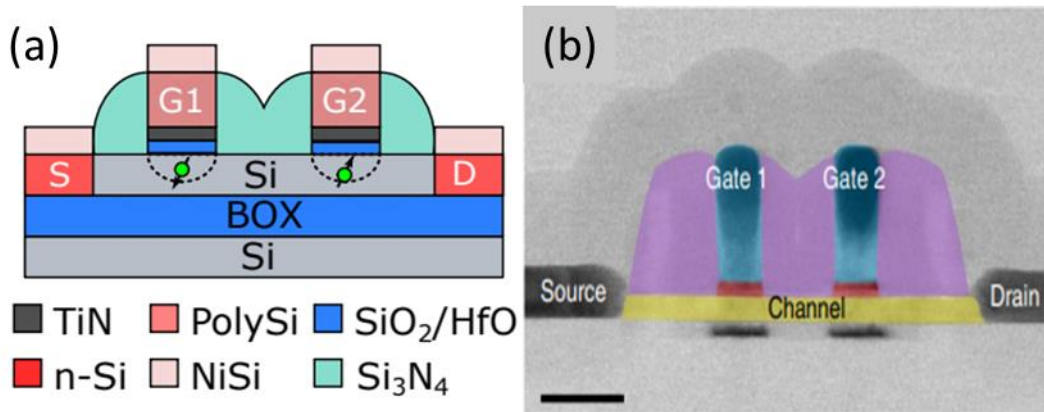 (a)
G1 G2
S Si D
BOX
Si
TiN PolySi SiO₂/HfO
n-Si NiSi Si₃N₄
(b)
Gate 1 Gate 2
Source Channel Drain